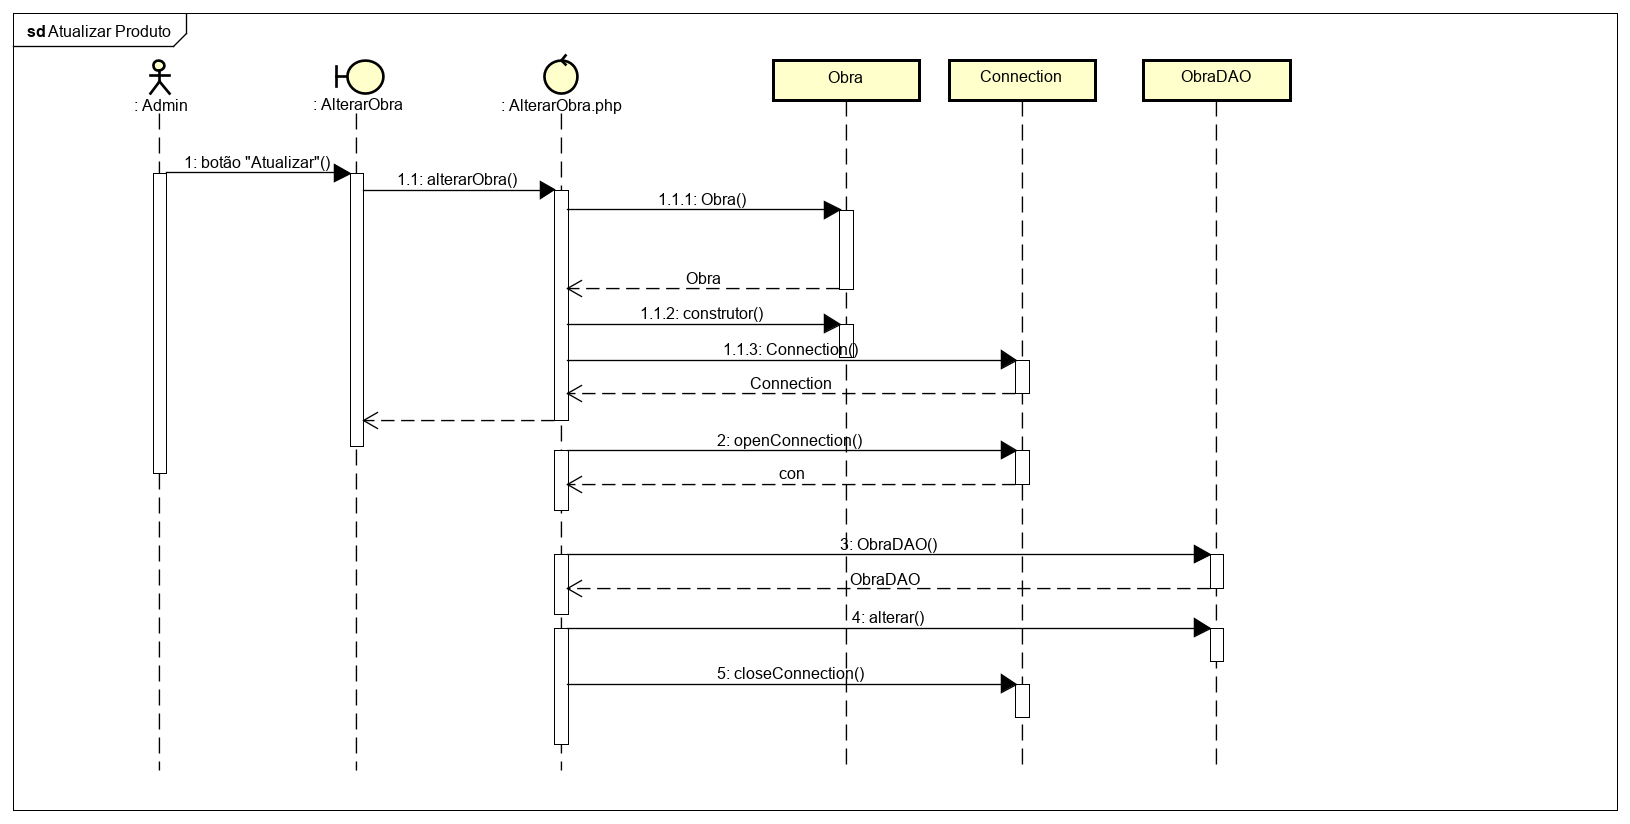 sd Atualizar Produto
: Admin
: AlterarObra
: AlterarObra.php
Obra
Connection
ObraDAO
1: botão "Atualizar"()
1.1: alterarObra()
1.1.1: Obra()
Obra
1.1.2: construtor()
1.1.3: Connection()
Connection
2: openConnection()
con
3: ObraDAO()
ObraDAO
4: alterar()
5: closeConnection()